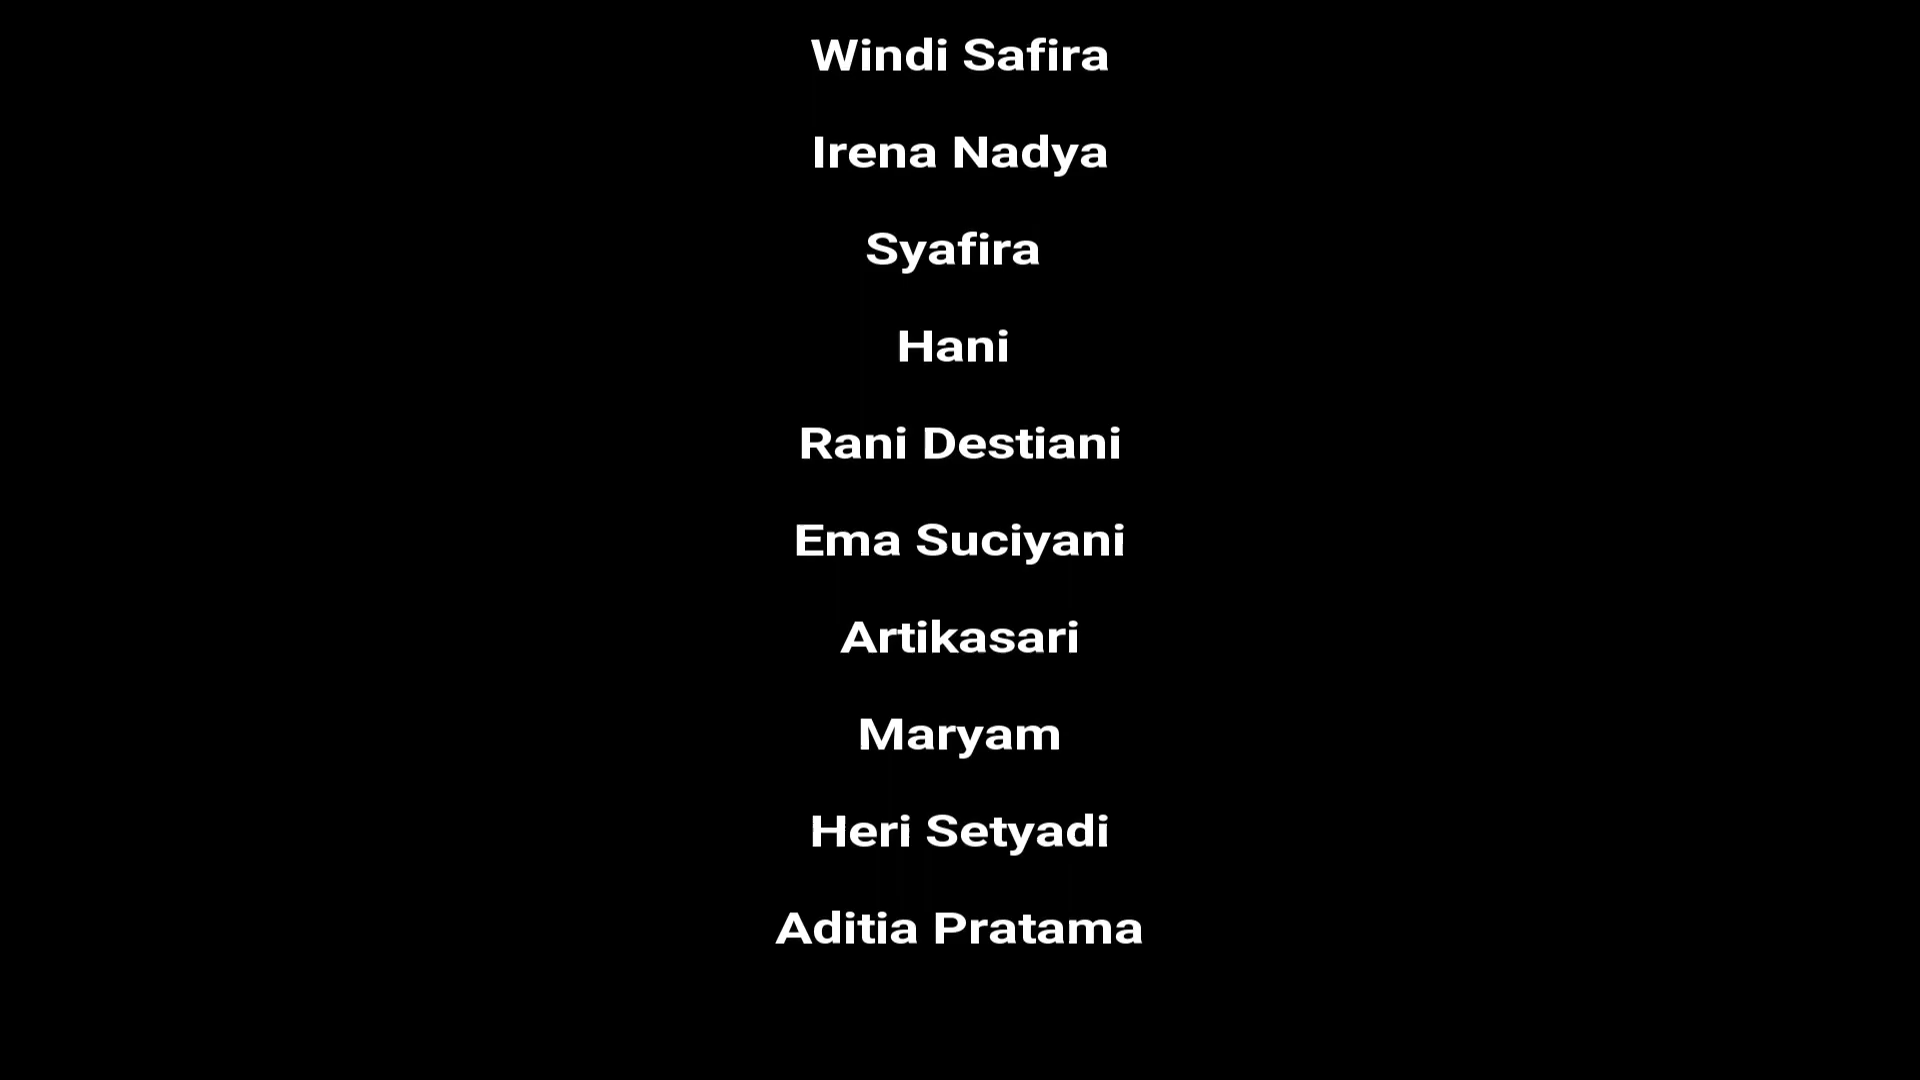 Windi Safira
Irena Nadya
Syafira
Hani
Rani Destiani
Ema Suciyani
Artikasari
Maryam
Heri Setyadi
Aditia Pratama